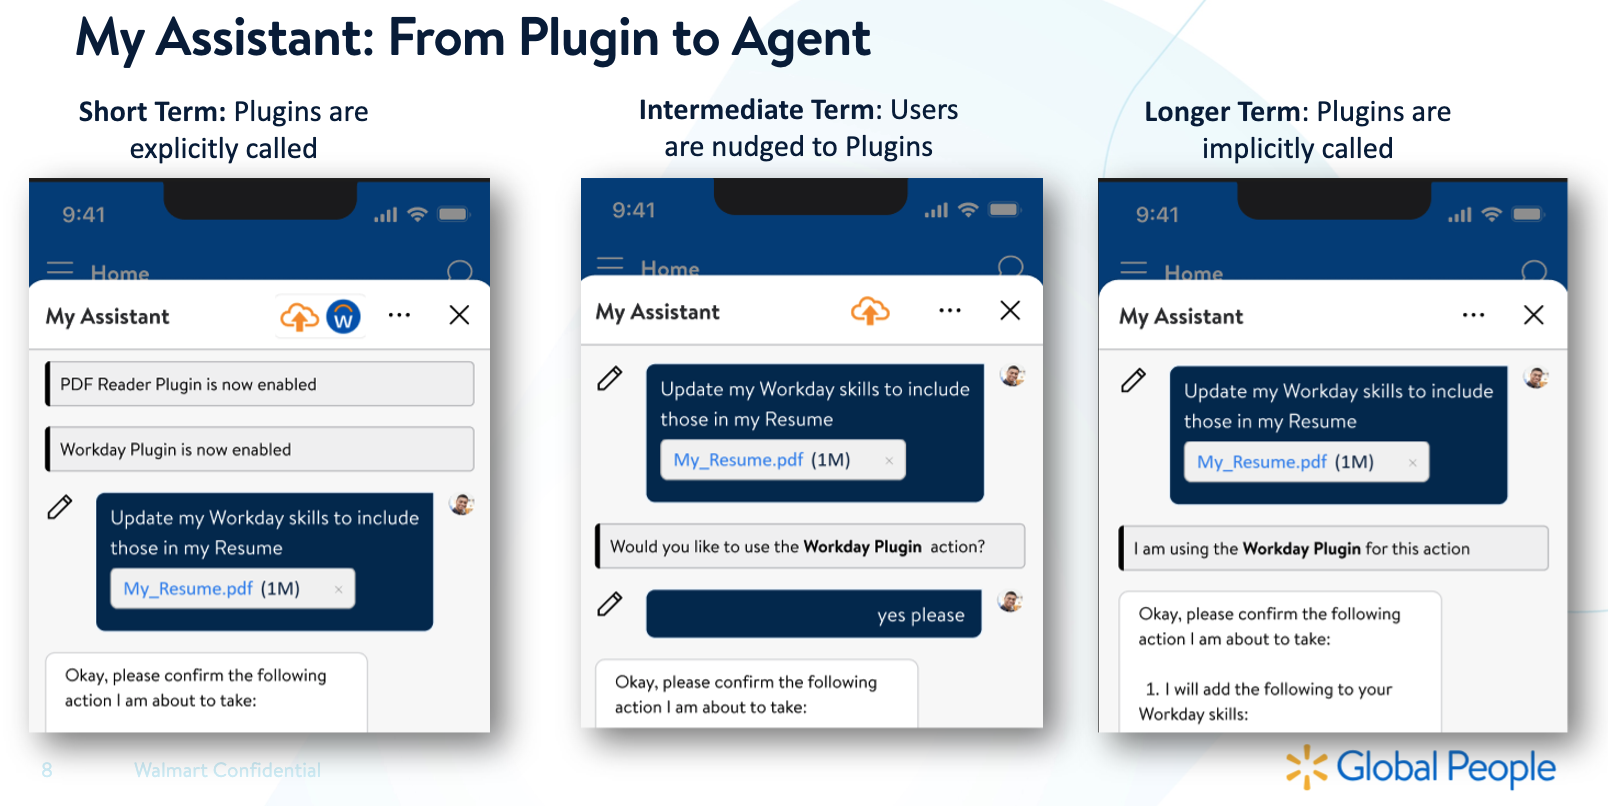 My Assistant: From Plugin to Agent
Short Term: Plugins are
explicitly called
9:41
Home
My Assistant
W
PDF Reader Plugin is now enabled
Workday Plugin is now enabled
Update my Workday skills to include
those in my Resume
My_Resume.pdf (1M) ×
Okay, please confirm the following
action I am about to take:
Intermediate Term: Users
are nudged to Plugins
9:41
Home
My Assistant
Update my Workday skills to include
those in my Resume
My_Resume.pdf (1M) ×
Would you like to use the Workday Plugin action?
yes please
Okay, please confirm the following
action I am about to take:
Longer Term: Plugins are
implicitly called
9:41
Home
My Assistant
Update my Workday skills to include
those in my Resume
My_Resume.pdf (1M) ×
I am using the Workday Plugin for this action
Okay, please confirm the following
action I am about to take:
1. I will add the following to your
Workday skills:
8 Walmart Confidential
Global People